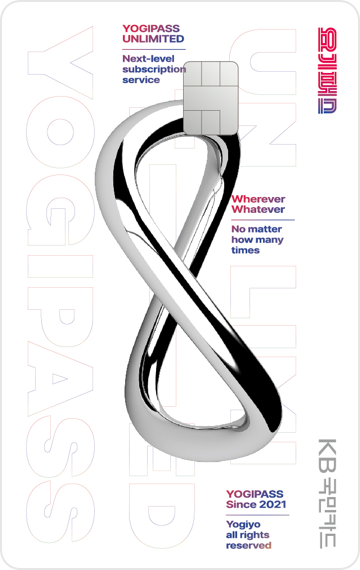 YOGIPASS
UNLIMITED
Next-level
subscription
service
요기패스
YOGIPASS
UNLIMITED
Wherever
Whatever
No matter
how many
times
YOGIPASS
Since 2021
Yogiyo
all rights
reserved
KB국민카드